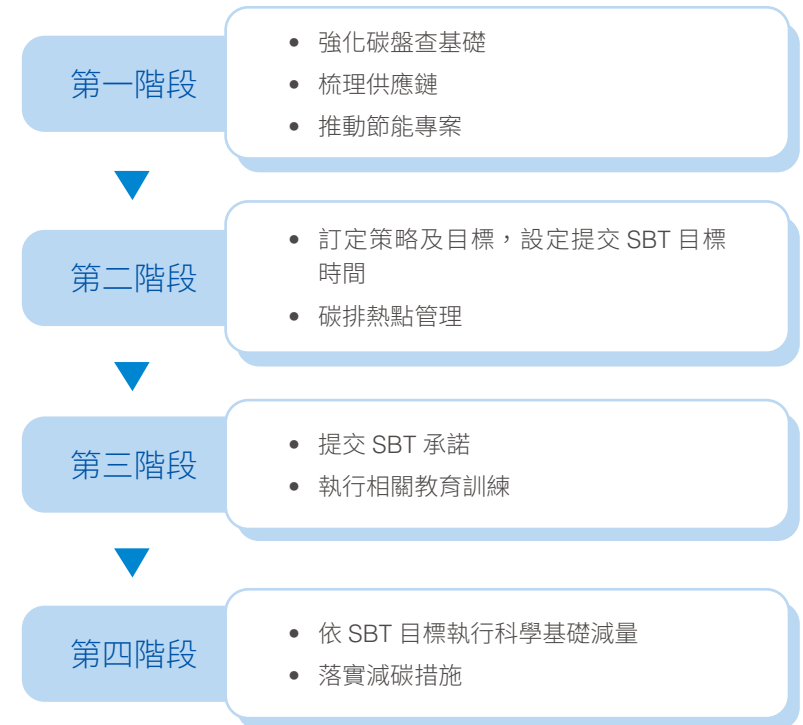 第一階段
• 強化碳盤查基礎
• 梳理供應鏈
• 推動節能專案
第二階段
• 訂定策略及目標，設定提交 SBT 目標
時間
• 碳排熱點管理
第三階段
• 提交 SBT 承諾
• 執行相關教育訓練
第四階段
• 依 SBT 目標執行科學基礎減量
• 落實減碳措施